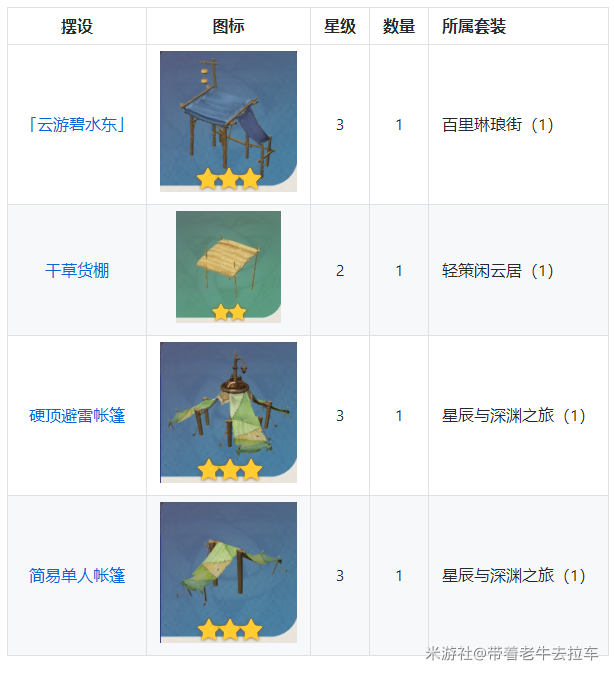 摆设 图标 星级 数量 所属套装
「云游碧水东」 3 1 百里琳琅街（1）
干草货棚 2 1 轻策闲云居（1）
硬顶避雷帐篷 3 1 星辰与深渊之旅（1）
简易单人帐篷 3 1 星辰与深渊之旅（1）
米游社@带着老牛去拉车